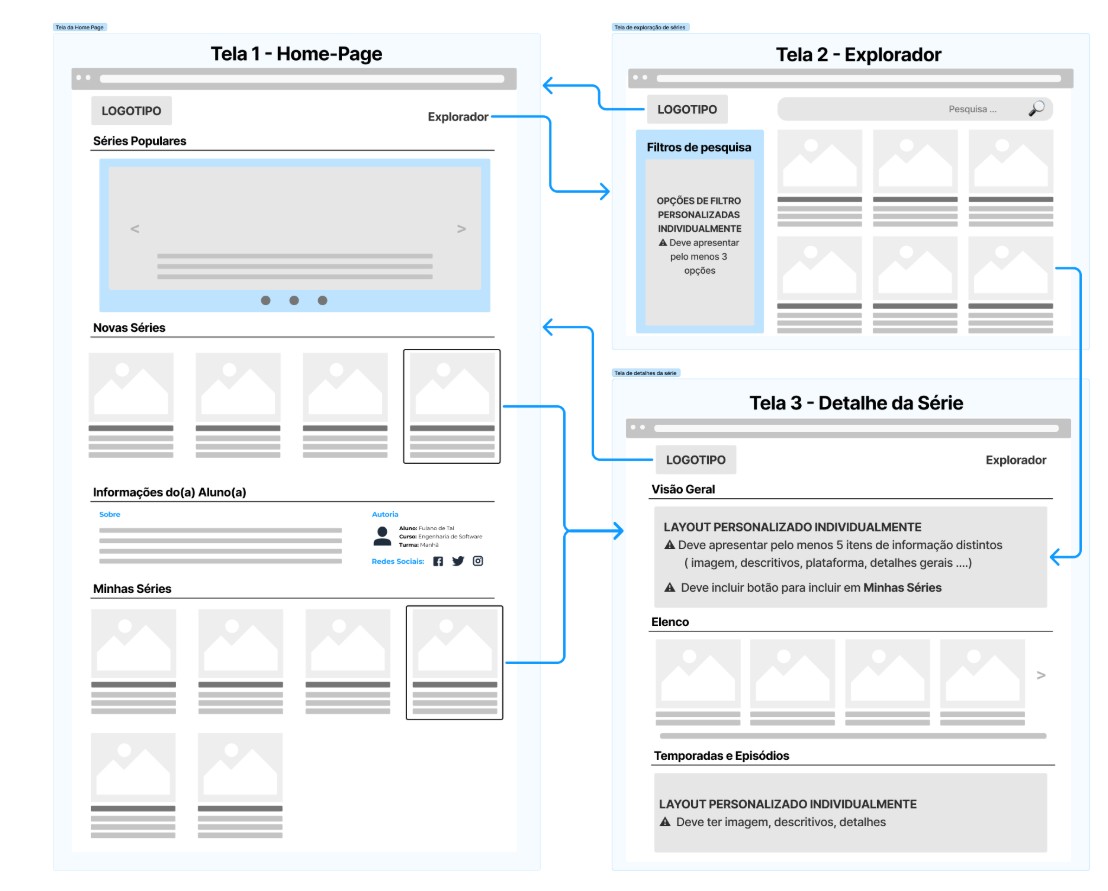 Tela da Home Page
Tela 1 - Home-Page
LOGOTIPO
Explorador
Séries Populares
<
>
Novas Séries
Informações do(a) Aluno(a)
Sobre
Autoria
Aluno: Fulano de Tal
Curso: Engenharia de Software
Turma: Manhã
Redes Sociais:
Minhas Séries
Tela de exploração de séries
Tela 2 - Explorador
LOGOTIPO
Pesquisa ...
Filtros de pesquisa
OPÇÕES DE FILTRO
PERSONALIZADAS
INDIVIDUALMENTE
⚠ Deve apresentar
pelo menos 3
opções
Tela de detalhes da série
Tela 3 - Detalhe da Série
LOGOTIPO
Explorador
Visão Geral
LAYOUT PERSONALIZADO INDIVIDUALMENTE
⚠ Deve apresentar pelo menos 5 itens de informação distintos
( imagem, descritivos, plataforma, detalhes gerais ....)
⚠ Deve incluir botão para incluir em Minhas Séries
Elenco
>
Temporadas e Episódios
LAYOUT PERSONALIZADO INDIVIDUALMENTE
⚠ Deve ter imagem, descritivos, detalhes